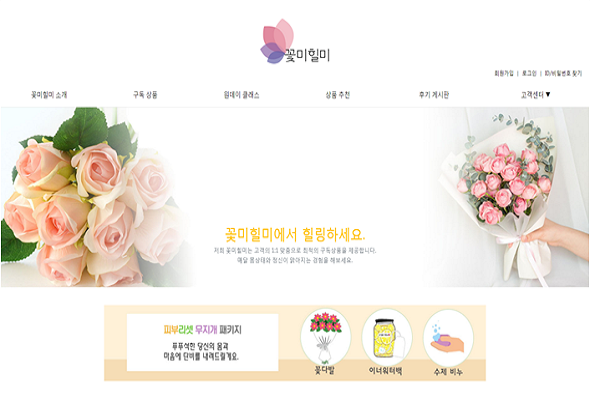 꽃미힐미
회원가입 | 로그인 | ID/비밀번호 찾기
꽃미힐미 소개 구독 상품 원데이 클래스 상품 추천 후기 게시판 고객센터 ▼
꽃미힐미에서 힐링하세요.
저희 꽃미힐미는 고객의 1:1 맞춤으로 최적의 구독상품을 제공합니다.
매달 몸상태와 정신이 맑아지는 경험을 해보세요.
피부리셋 무지개 패키지
푸푸석한 당신의 몸과
마음에 단비를 내려드릴게요.
꽃다발 이너워터팩 수제 비누